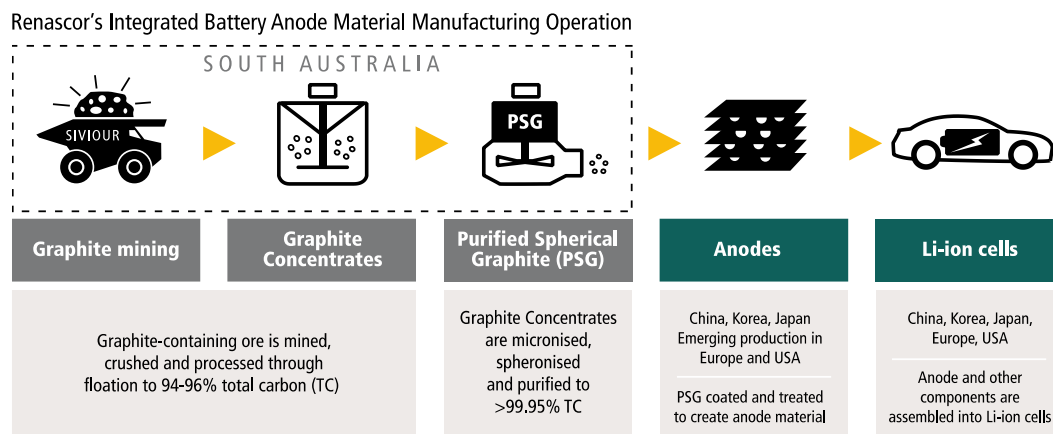 Renascor's Integrated Battery Anode Material Manufacturing Operation
SOUTH AUSTRALIA
SIVIOUR
PSG
Graphite mining
Graphite
Concentrates
Purified Spherical
Graphite (PSG)
Anodes
Li-ion cells
Graphite-containing ore is mined,
crushed and processed through
floation to 94-96% total carbon (TC)
Graphite Concentrates
are micronised,
spheronised
and purified to
>99.95% TC
China, Korea, Japan
Emerging production in
Europe and USA
PSG coated and treated
to create anode material
China, Korea, Japan,
Europe, USA
Anode and other
components are
assembled into Li-ion cells